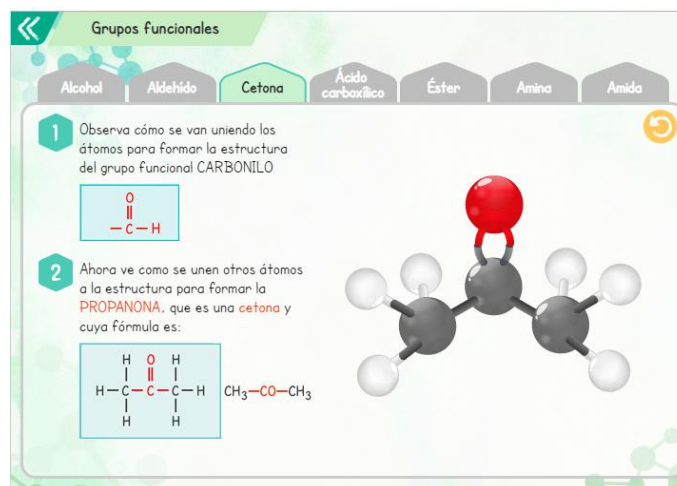 Grupos funcionales
Alcohol
Aldehído
Cetona
Ácido
carboxílico
Éster
Amina
Amida
1
Observa cómo se van uniendo los
átomos para formar la estructura
del grupo funcional CARBONILO
O
—C—H
2
Ahora ve como se unen otros átomos
a la estructura para formar la
PROPANONA, que es una cetona y
cuya fórmula es:
H O H
H—C—C—C—H
H H
CH₃—CO—CH₃